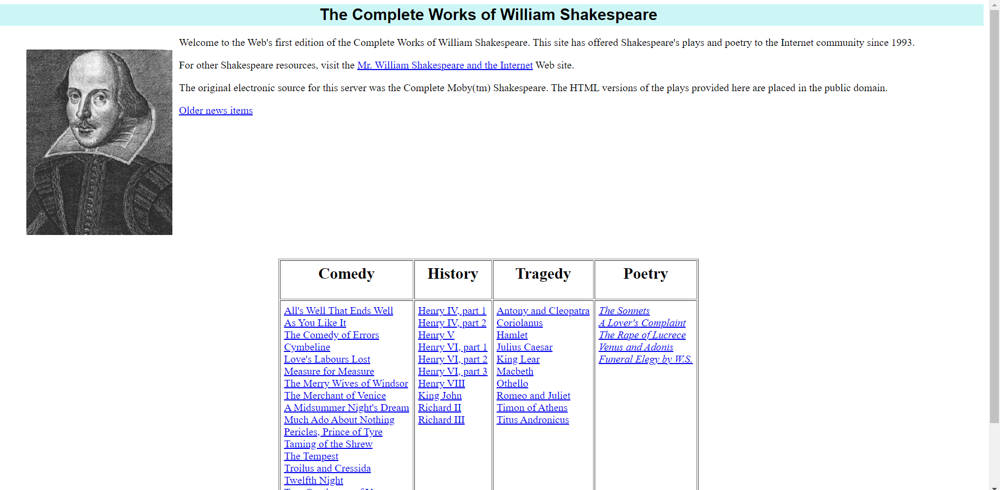 The Complete Works of William Shakespeare
Welcome to the Web's first edition of the Complete Works of William Shakespeare. This site has offered Shakespeare's plays and poetry to the Internet community since 1993.
For other Shakespeare resources, visit the Mr. William Shakespeare and the Internet Web site.
The original electronic source for this server was the Complete Moby(tm) Shakespeare. The HTML versions of the plays provided here are placed in the public domain.
Older news items
Comedy
All's Well That Ends Well
As You Like It
The Comedy of Errors
Cymbeline
Love's Labours Lost
Measure for Measure
The Merry Wives of Windsor
The Merchant of Venice
A Midsummer Night's Dream
Much Ado About Nothing
Pericles, Prince of Tyre
Taming of the Shrew
The Tempest
Troilus and Cressida
Twelfth Night
History
Henry IV, part 1
Henry IV, part 2
Henry V
Henry VI, part 1
Henry VI, part 2
Henry VI, part 3
Henry VIII
King John
Richard II
Richard III
Tragedy
Antony and Cleopatra
Coriolanus
Hamlet
Julius Caesar
King Lear
Macbeth
Othello
Romeo and Juliet
Timon of Athens
Titus Andronicus
Poetry
The Sonnets
A Lover's Complaint
The Rape of Lucrece
Venus and Adonis
Funeral Elegy by W.S.